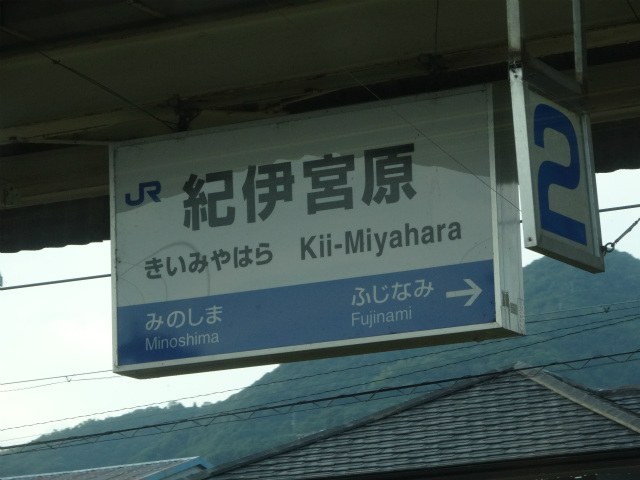 JR 紀伊宮原
きいみやはら Kii-Miyahara
みのしま ふじなみ →
Minoshima Fujinami
2